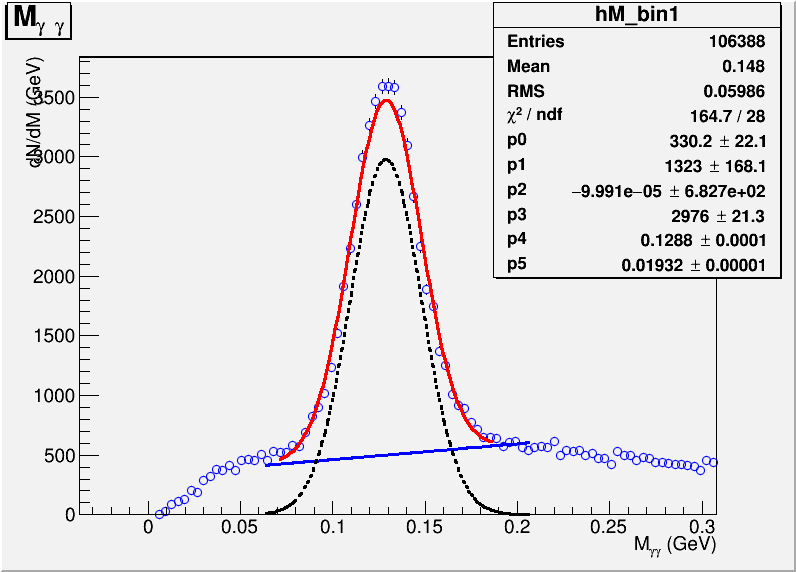 M_γ γ
hM_bin1
Entries 106388
Mean 0.148
RMS 0.05986
χ² / ndf 164.7 / 28
p0 330.2 ± 22.1
p1 1323 ± 168.1
p2 −9.991e−05 ± 6.827e+02
p3 2976 ± 21.3
p4 0.1288 ± 0.0001
p5 0.01932 ± 0.00001
dN/dM (GeV)
3500
3000
2500
2000
1500
1000
500
0
0 0.05 0.1 0.15 0.2 0.25 0.3
M_γγ (GeV)